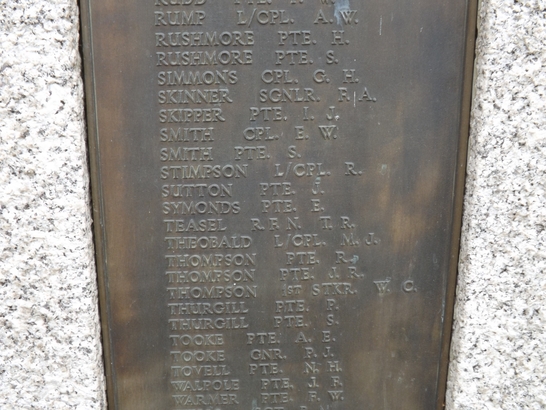 RUDD PTE.
RUMP L/CPL. A. W.
RUSHMORE PTE. H.
RUSHMORE PTE. S.
SIMMONS CPL. G. H.
SKINNER SGNLR. F. A.
SKIPPER PTE. I. J.
SMITH CPL. E. W.
SMITH PTE. S.
STIMPSON L/CPL. R.
SUTTON PTE. J.
SYMONDS PTE. E.
TEASEL R.F.N. T. R.
THEOBALD L/CPL. M. J.
THOMPSON PTE. R.
THOMPSON PTE. J. R.
THOMPSON 1ST STKR. W. C.
THURGILL PTE. P.
THURGILL PTE. S.
TOOKE PTE. A. E.
TOOKE GNR. P. J.
TOVELL PTE. N. H.
WALPOLE PTE. J. F.
WARMER PTE. F. W.